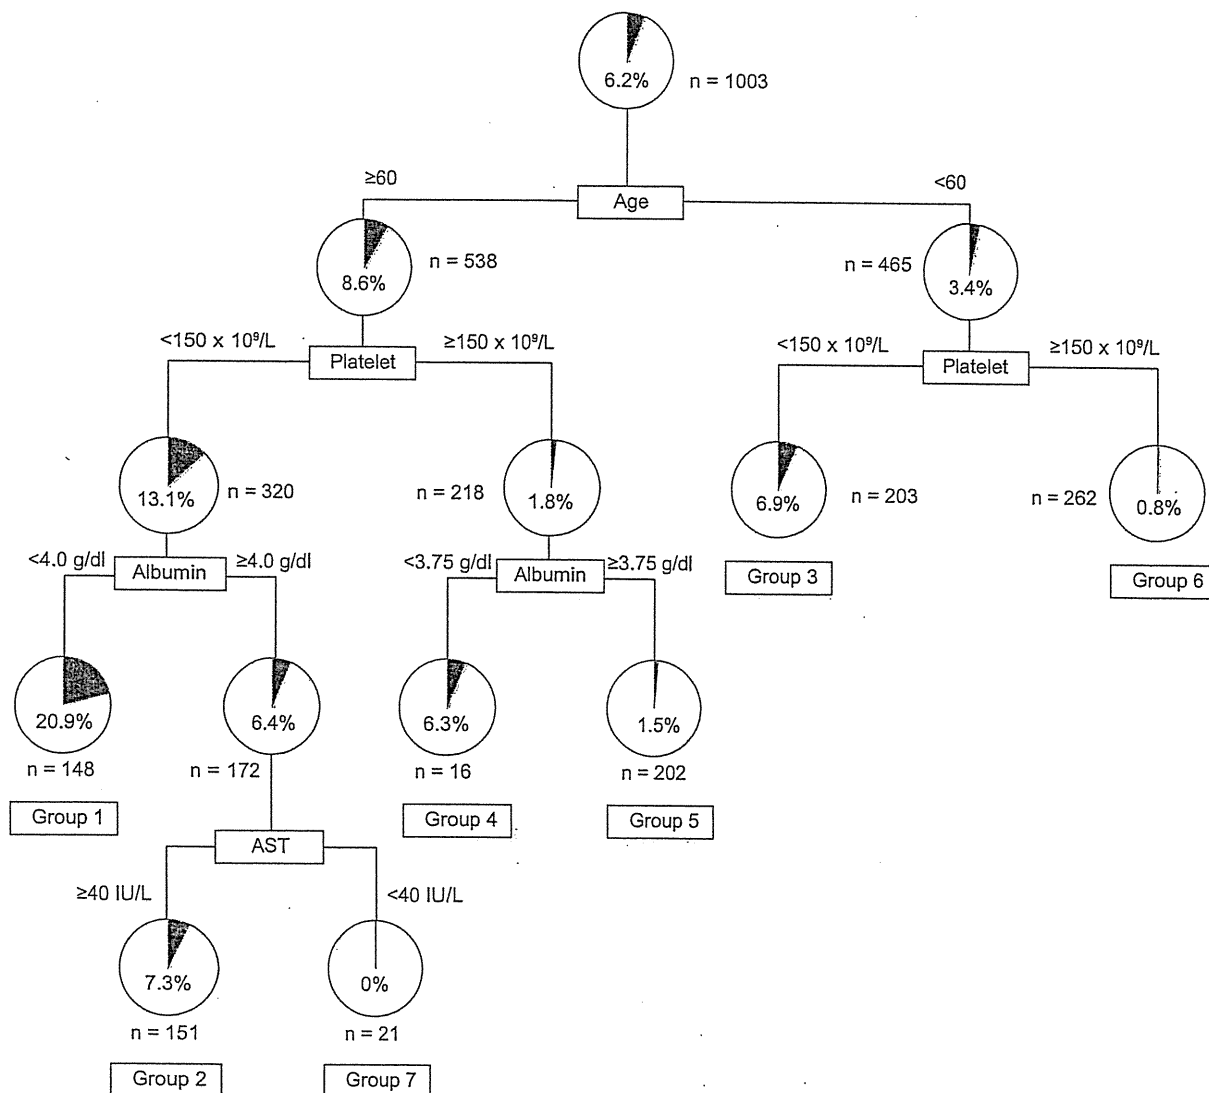 6.2%
n = 1003
≥60
Age
<60
8.6%
n = 538
n = 465
3.4%
<150 x 10⁹/L
Platelet
≥150 x 10⁹/L
<150 x 10⁹/L
Platelet
≥150 x 10⁹/L
13.1%
n = 320
n = 218
1.8%
6.9%
n = 203
n = 262
0.8%
<4.0 g/dl
Albumin
≥4.0 g/dl
<3.75 g/dl
Albumin
≥3.75 g/dl
Group 3
Group 6
20.9%
6.4%
6.3%
1.5%
n = 148
n = 172
n = 16
n = 202
Group 1
Group 4
Group 5
AST
≥40 IU/L
<40 IU/L
7.3%
0%
n = 151
n = 21
Group 2
Group 7